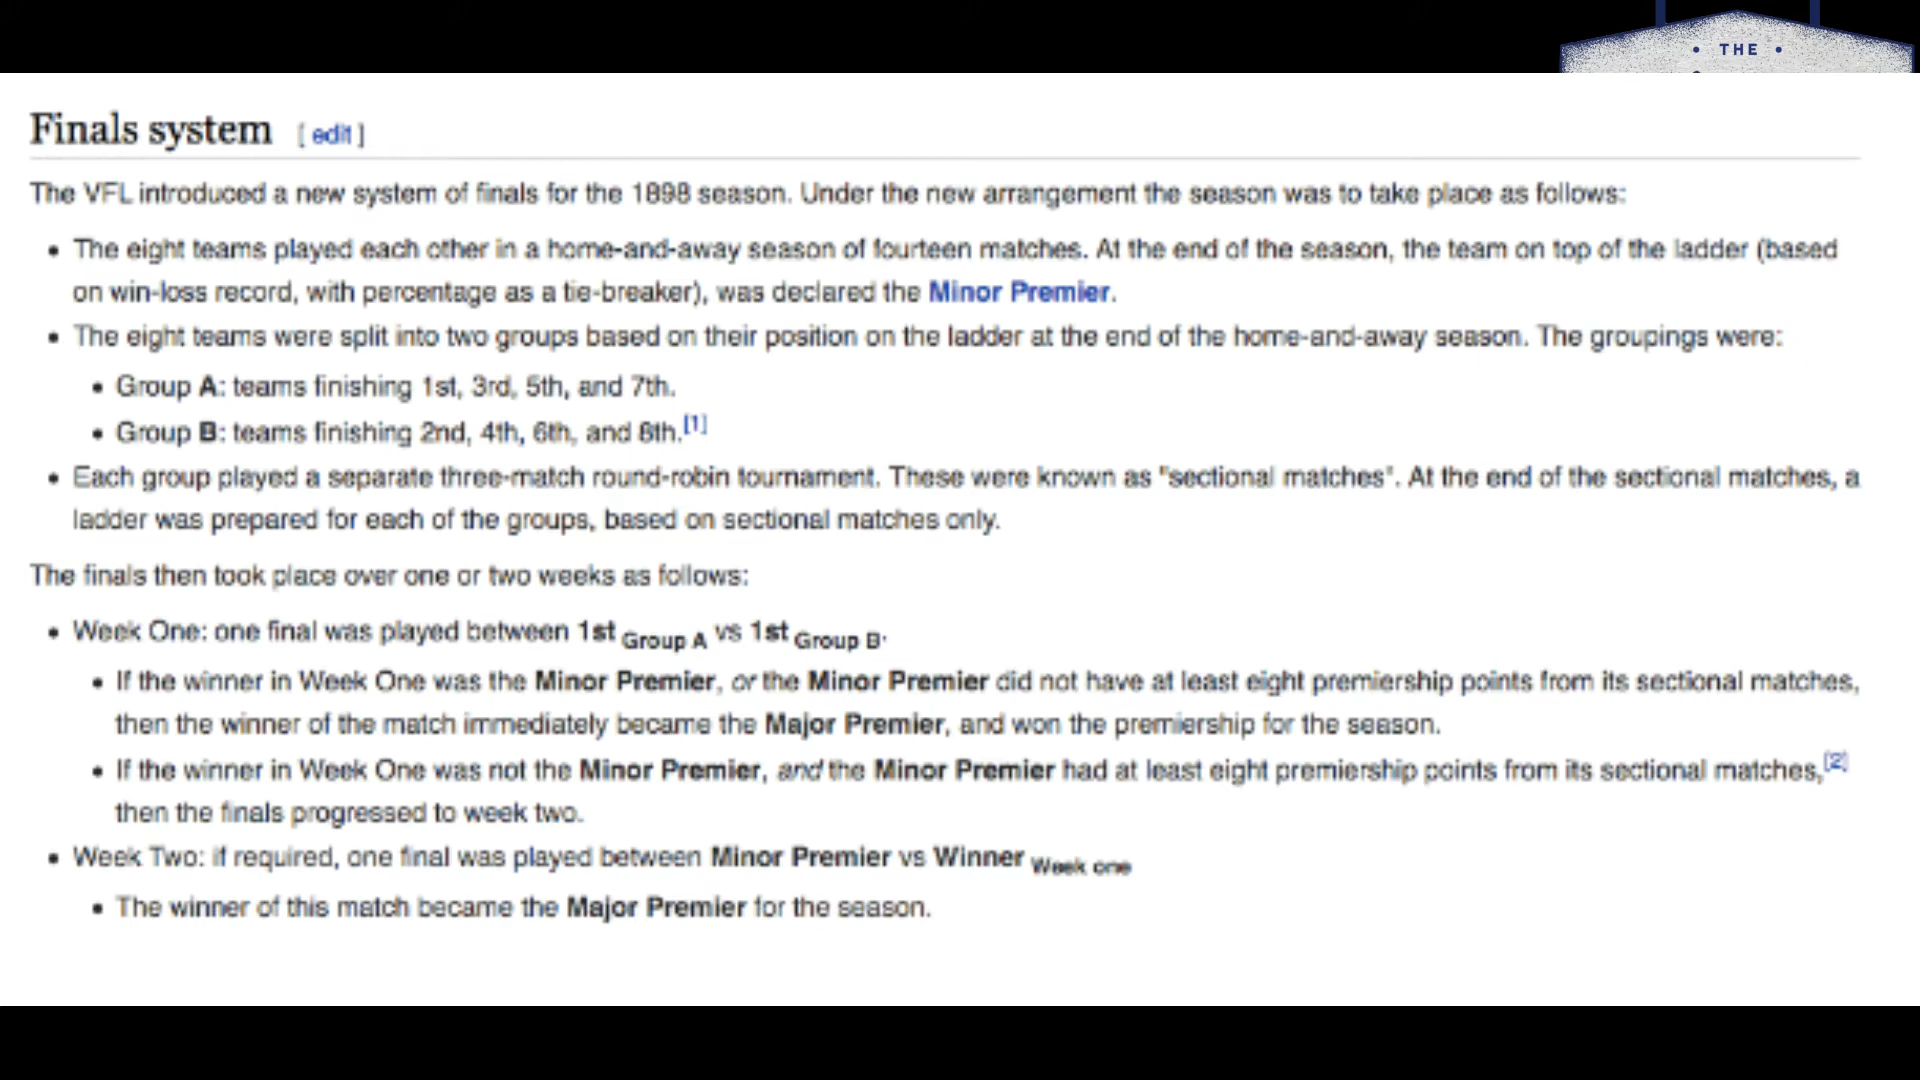 • THE •
Finals system [ edit ]
The VFL introduced a new system of finals for the 1898 season. Under the new arrangement the season was to take place as follows:
• The eight teams played each other in a home-and-away season of fourteen matches. At the end of the season, the team on top of the ladder (based
on win-loss record, with percentage as a tie-breaker), was declared the Minor Premier.
• The eight teams were split into two groups based on their position on the ladder at the end of the home-and-away season. The groupings were:
• Group A: teams finishing 1st, 3rd, 5th, and 7th.
• Group B: teams finishing 2nd, 4th, 6th, and 8th.[1]
• Each group played a separate three-match round-robin tournament. These were known as "sectional matches". At the end of the sectional matches, a
ladder was prepared for each of the groups, based on sectional matches only.
The finals then took place over one or two weeks as follows:
• Week One: one final was played between 1st Group A vs 1st Group B.
• If the winner in Week One was the Minor Premier, or the Minor Premier did not have at least eight premiership points from its sectional matches,
then the winner of the match immediately became the Major Premier, and won the premiership for the season.
• If the winner in Week One was not the Minor Premier, and the Minor Premier had at least eight premiership points from its sectional matches,[2]
then the finals progressed to week two.
• Week Two: if required, one final was played between Minor Premier vs Winner Week one
• The winner of this match became the Major Premier for the season.